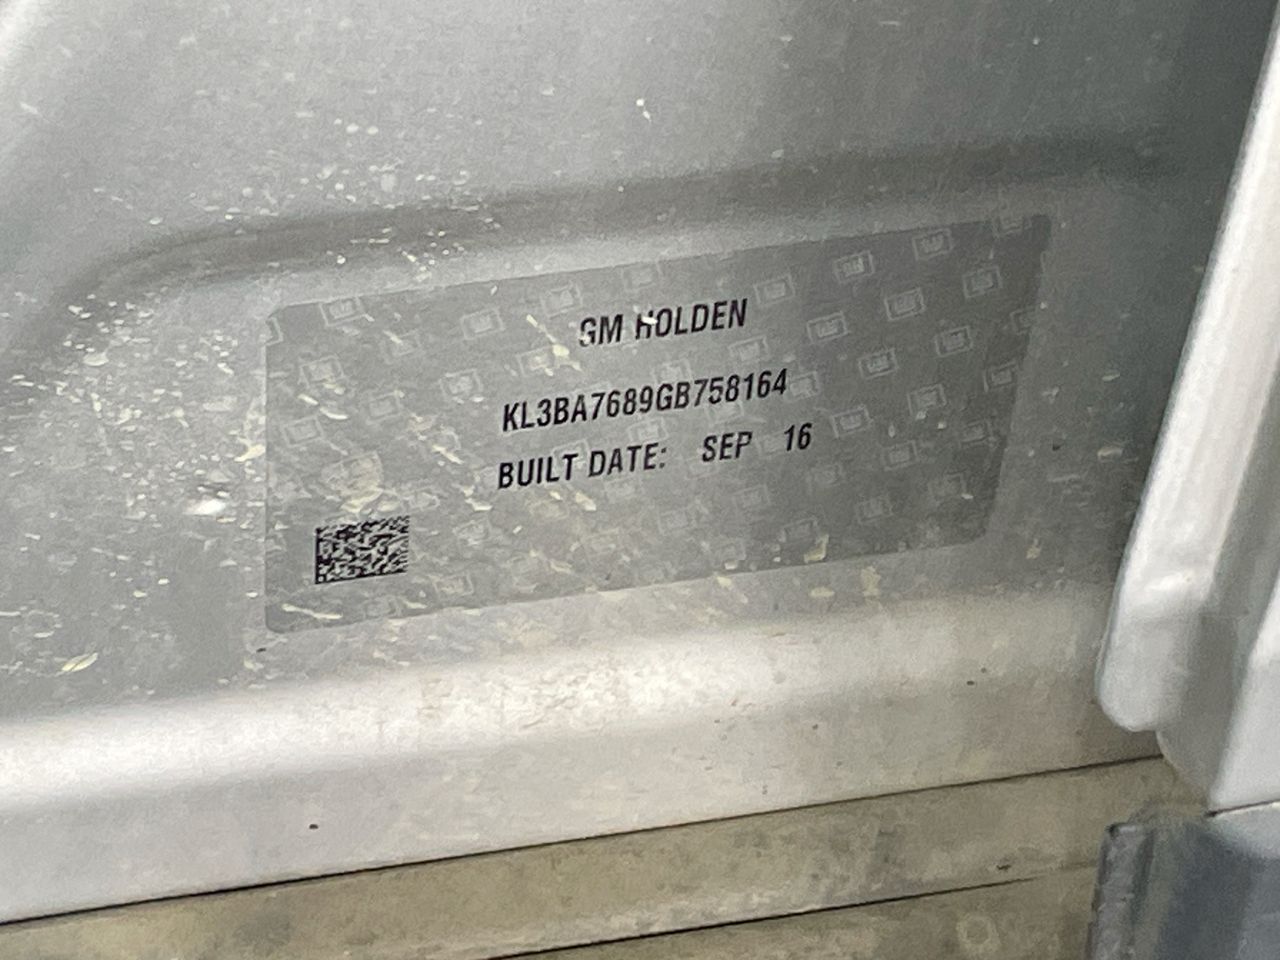 GM HOLDEN
KL3BA7689GB758164
BUILT DATE: SEP 16